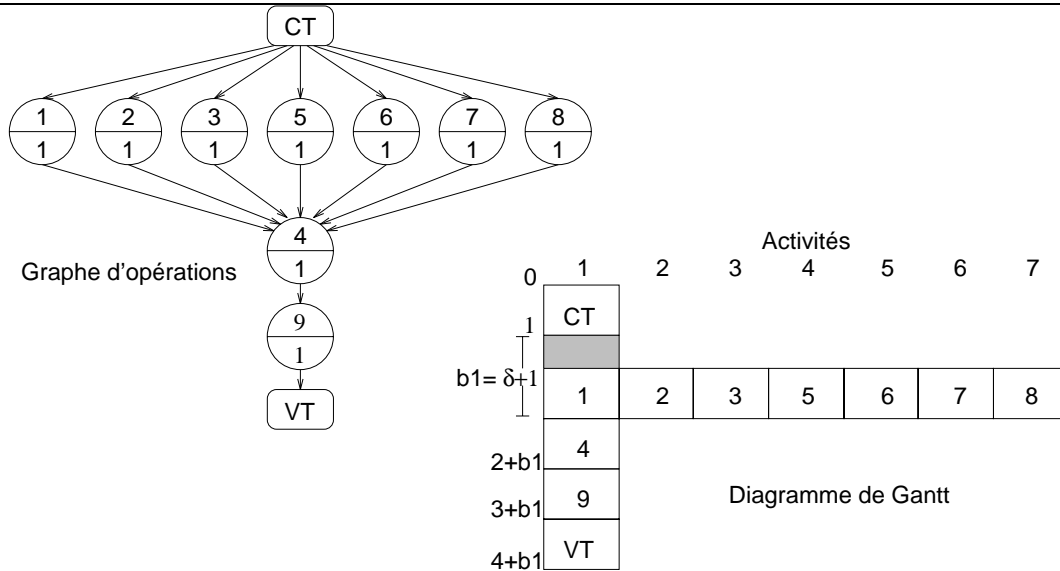 CT
1 2 3 5 6 7 8
1 1 1 1 1 1 1
4
1
Graphe d'opérations
9
1
VT
Activités
1 2 3 4 5 6 7
0
CT
1
b1= δ+1
1 2 3 5 6 7 8
4
2+b1
9
3+b1
VT
4+b1
Diagramme de Gantt